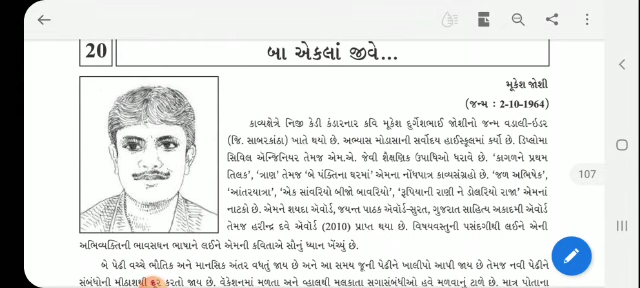 20
બા એકલાં જીવે...
મૂકેશ જોશી
(જન્મ : 2-10-1964)
કાવ્યક્ષેત્રે નિજી કેડી કંડારનાર કવિ મૂકેશ દુર્ગેશભાઈ જોશીનો જન્મ વડાલી-ઇડર
(જિ. સાબરકાંઠા) ખાતે થયો છે. અભ્યાસ મોડાસાની સર્વોદય હાઈસ્કૂલમાં કર્યો છે. ડિપ્લોમા
સિવિલ એન્જિનિયર તેમજ એમ.એ. જેવી શૈક્ષણિક ઉપાધિઓ ધરાવે છે. ‘કાગળને પ્રથમ
તિલક’, ‘ત્રાણ’ તેમજ ‘બે પંક્તિના ઘરમાં’ એમના નોંધપાત્ર કાવ્યસંગ્રહો છે. ‘જળ અભિષેક’,
‘આંતરયાત્રા’, ‘એક સાંવરિયો બીજો બાવરિયો’, ‘રૂપિયાની રાણી ને ડોલરિયો રાજા’ એમનાં
નાટકો છે. એમને શયદા એવોર્ડ, જયન્ત પાઠક એવોર્ડ-સુરત, ગુજરાત સાહિત્ય અકાદમી એવોર્ડ
તેમજ હરીન્દ્ર દવે એવોર્ડ (2010) પ્રાપ્ત થયા છે. વિષયવસ્તુની પસંદગીથી લઈને એની
અભિવ્યક્તિની ભાવસઘન ભાષાને લઈને એમની કવિતાએ સૌનું ધ્યાન ખેંચ્યું છે.
બે પેઢી વચ્ચે ભૌતિક અને માનસિક અંતર વધતું જાય છે અને આ સમય જૂની પેઢીને ખાલીપો આપી જાય છે તેમજ નવી પેઢીને
સંબંધોની મીઠાશથી દૂર કરતો જાય છે. વેકેશનમાં મળતા અને વ્હાલથી મલકાતા સગાસંબંધીઓ હવે મળવાનું ટાળે છે. માત્ર પોતાના
107